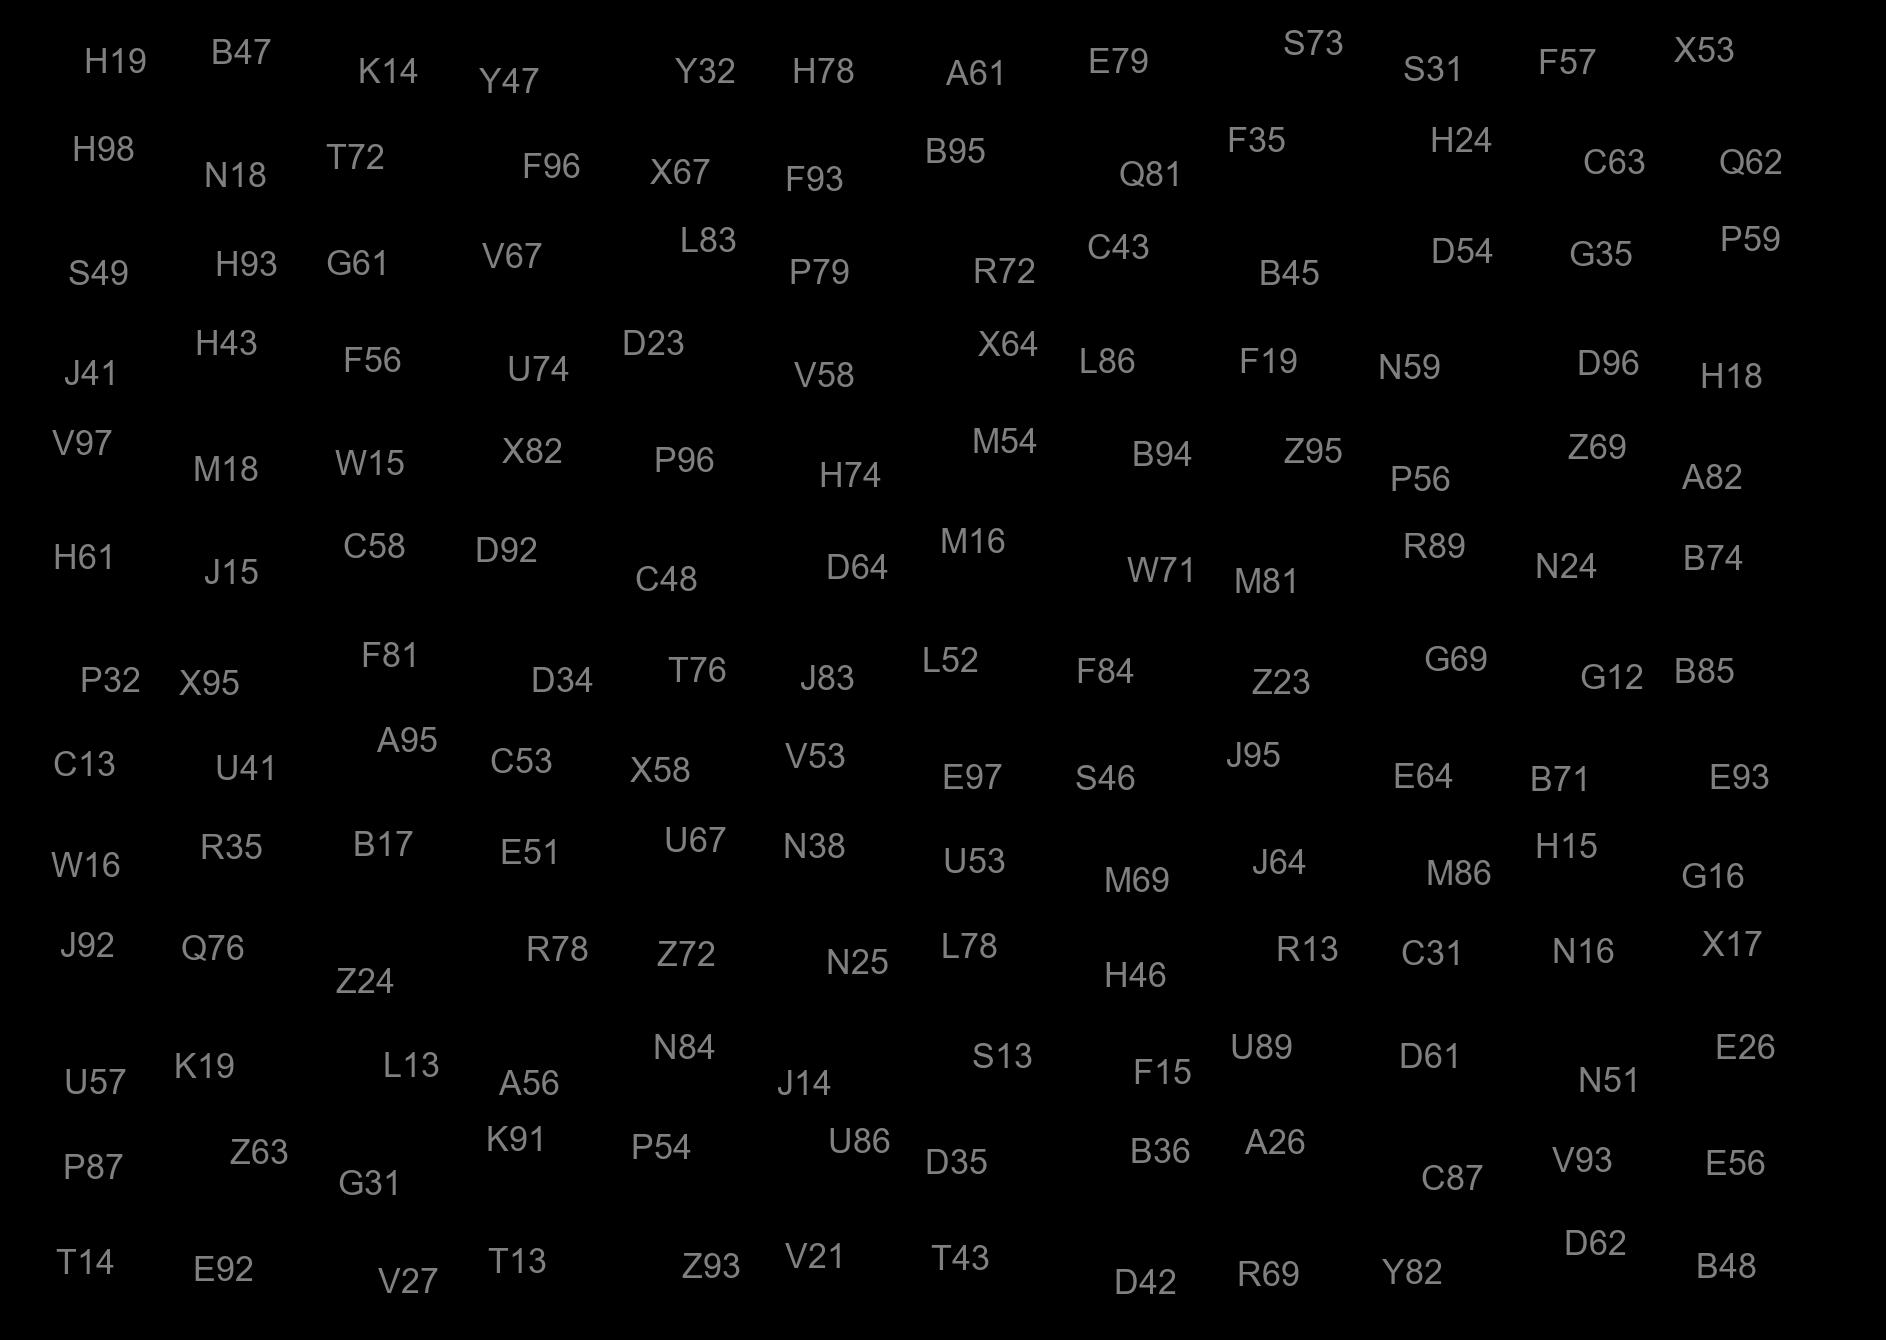 H19 B47 K14 Y47 Y32 H78 A61 E79 S73 S31 F57 X53
H98 N18 T72 F96 X67 F93 B95 Q81 F35 H24 C63 Q62
S49 H93 G61 V67 L83 P79 R72 C43 B45 D54 G35 P59
J41 H43 F56 U74 D23 V58 X64 L86 F19 N59 D96 H18
V97 M18 W15 X82 P96 H74 M54 B94 Z95 P56 Z69 A82
H61 J15 C58 D92 C48 D64 M16 W71 M81 R89 N24 B74
P32 X95 F81 D34 T76 J83 L52 F84 Z23 G69 G12 B85
C13 U41 A95 C53 X58 V53 E97 S46 J95 E64 B71 E93
W16 R35 B17 E51 U67 N38 U53 M69 J64 M86 H15 G16
J92 Q76 Z24 R78 Z72 N25 L78 H46 R13 C31 N16 X17
U57 K19 L13 A56 N84 J14 S13 F15 U89 D61 N51 E26
P87 Z63 G31 K91 P54 U86 D35 B36 A26 C87 V93 E56
T14 E92 V27 T13 Z93 V21 T43 D42 R69 Y82 D62 B48